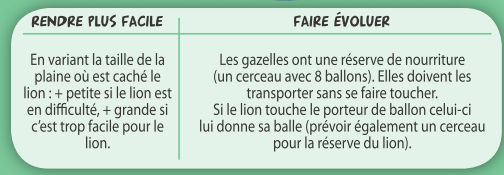 RENDRE PLUS FACILE
En variant la taille de la
plaine où est caché le
lion : + petite si le lion est
en difficulté, + grande si
c'est trop facile pour le
lion.
FAIRE ÉVOLUER
Les gazelles ont une réserve de nourriture
(un cerceau avec 8 ballons). Elles doivent les
transporter sans se faire toucher.
Si le lion touche le porteur de ballon celui-ci
lui donne sa balle (prévoir également un cerceau
pour la réserve du lion).